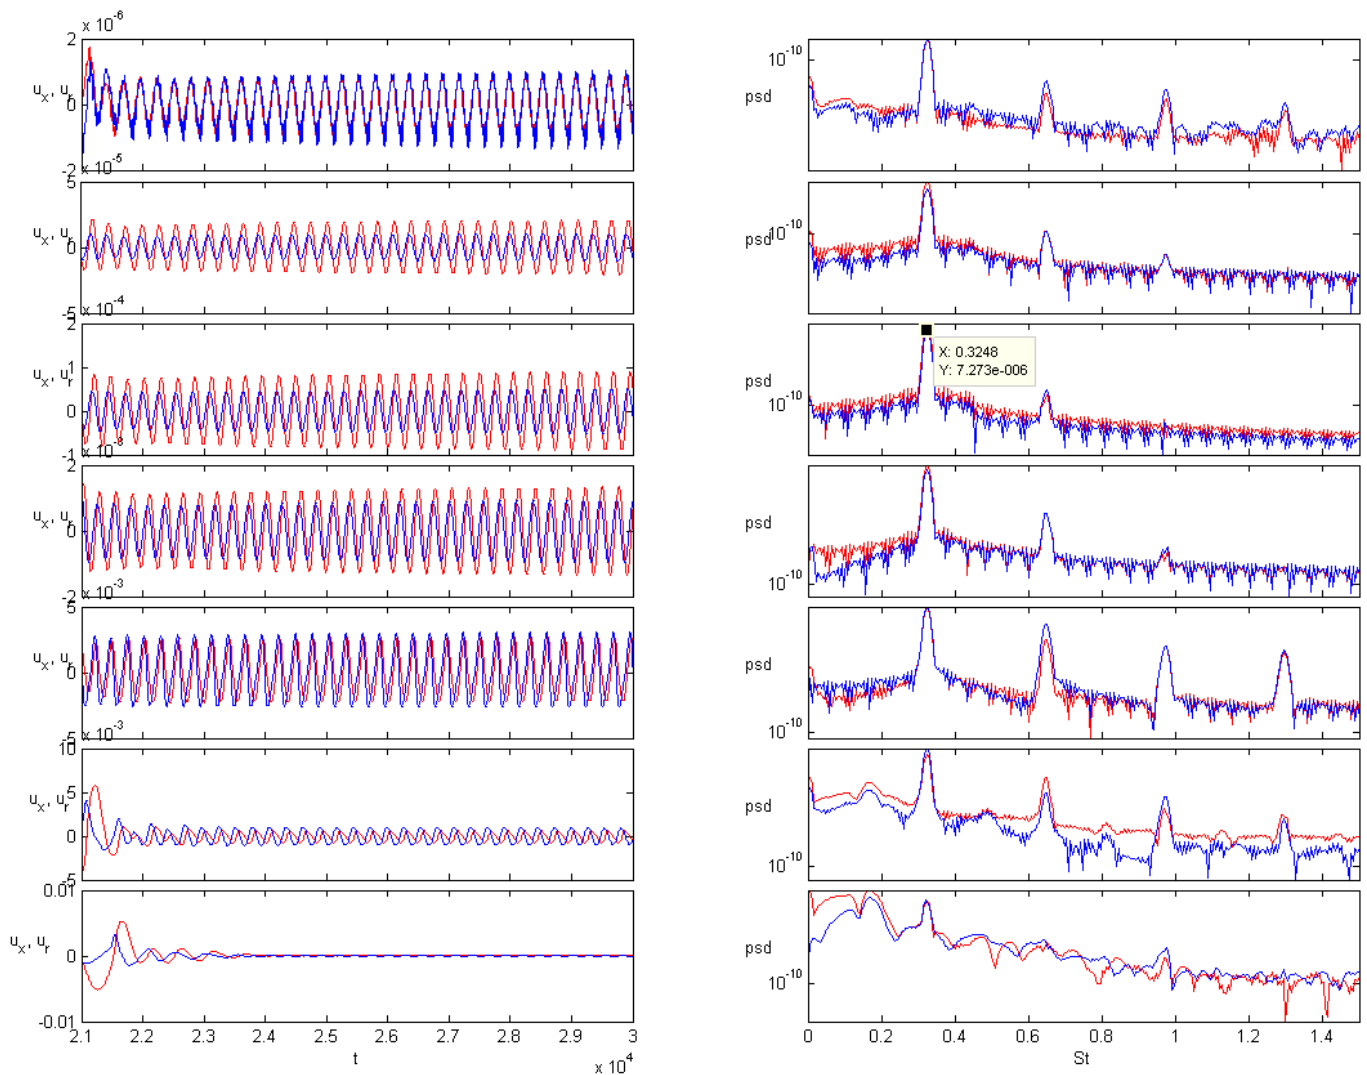 x 10^-6
2
u_x, u_r
0
-2
x 10^-5
5
u_x, u_r
0
-5
x 10^-4
2
1
u_x, u_r
0
-1
x 10^-3
2
u_x, u_r
0
-2
x 10^-3
5
u_x, u_r
0
-5
x 10^-3
10
5
u_x, u_r
0
-5
0.01
u_x, u_r
0
-0.01
2.1 2.2 2.3 2.4 2.5 2.6 2.7 2.8 2.9 3
t
x 10^4
10^-10
psd
10^-10
psd
X: 0.3248
Y: 7.273e-006
psd
10^-10
psd
10^-10
psd
10^-10
psd
10^-10
psd
10^-10
0 0.2 0.4 0.6 0.8 1 1.2 1.4
St